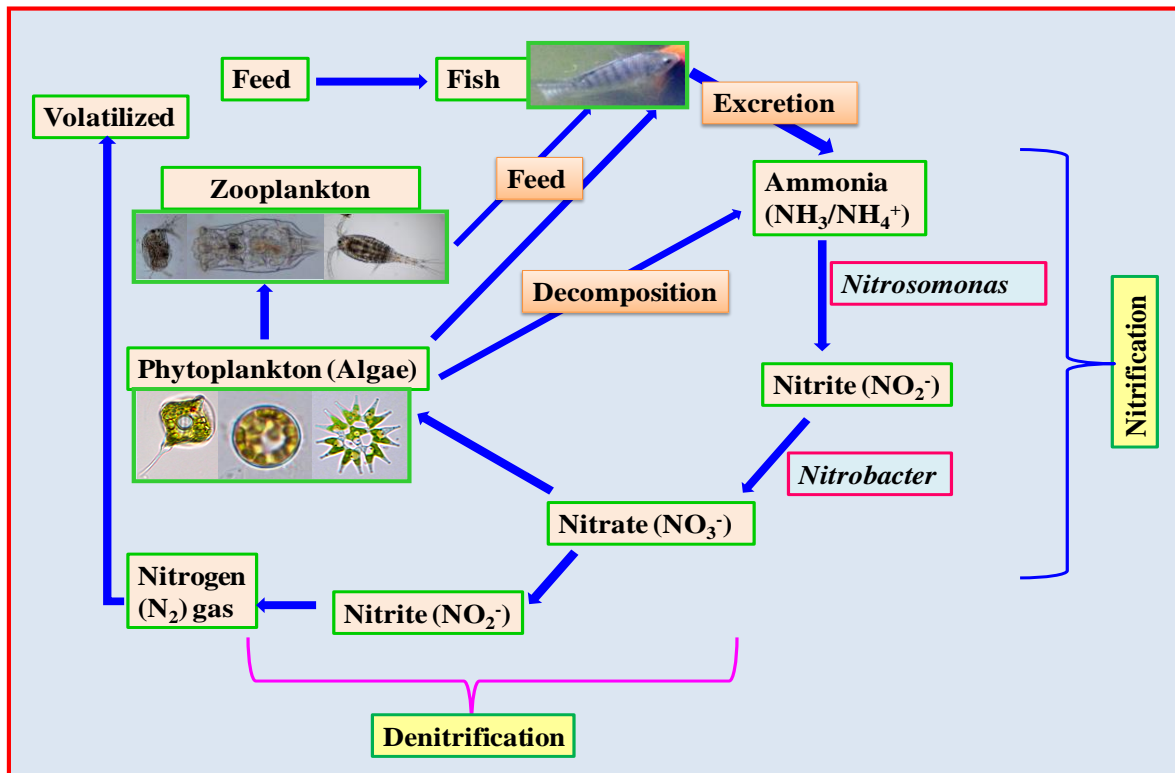 Feed
Fish
Excretion
Volatilized
Zooplankton
Feed
Ammonia
(NH₃/NH₄⁺)
Decomposition
Nitrosomonas
Phytoplankton (Algae)
Nitrite (NO₂⁻)
Nitrification
Nitrobacter
Nitrate (NO₃⁻)
Nitrogen
(N₂) gas
Nitrite (NO₂⁻)
Denitrification